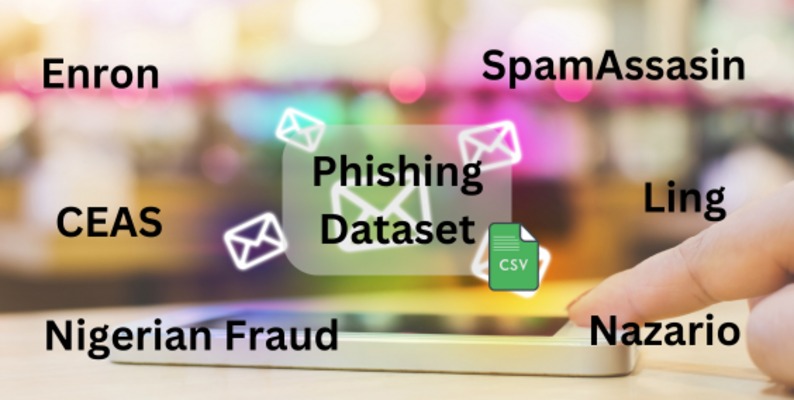 Enron
SpamAssasin
Phishing
Dataset
CEAS
Ling
CSV
Nigerian Fraud
Nazario